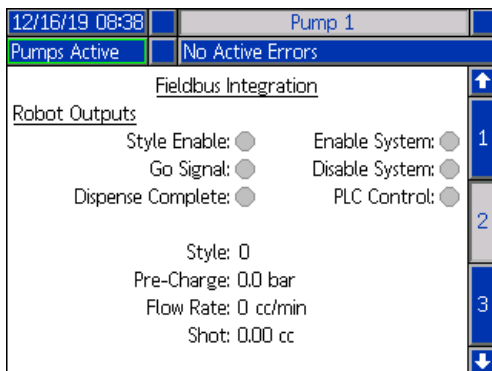 12/16/19 08:38 Pump 1
Pumps Active No Active Errors
Fieldbus Integration
Robot Outputs
Style Enable: Enable System:
Go Signal: Disable System:
Dispense Complete: PLC Control:
Style: 0
Pre-Charge: 0.0 bar
Flow Rate: 0 cc/min
Shot: 0.00 cc
1
2
3